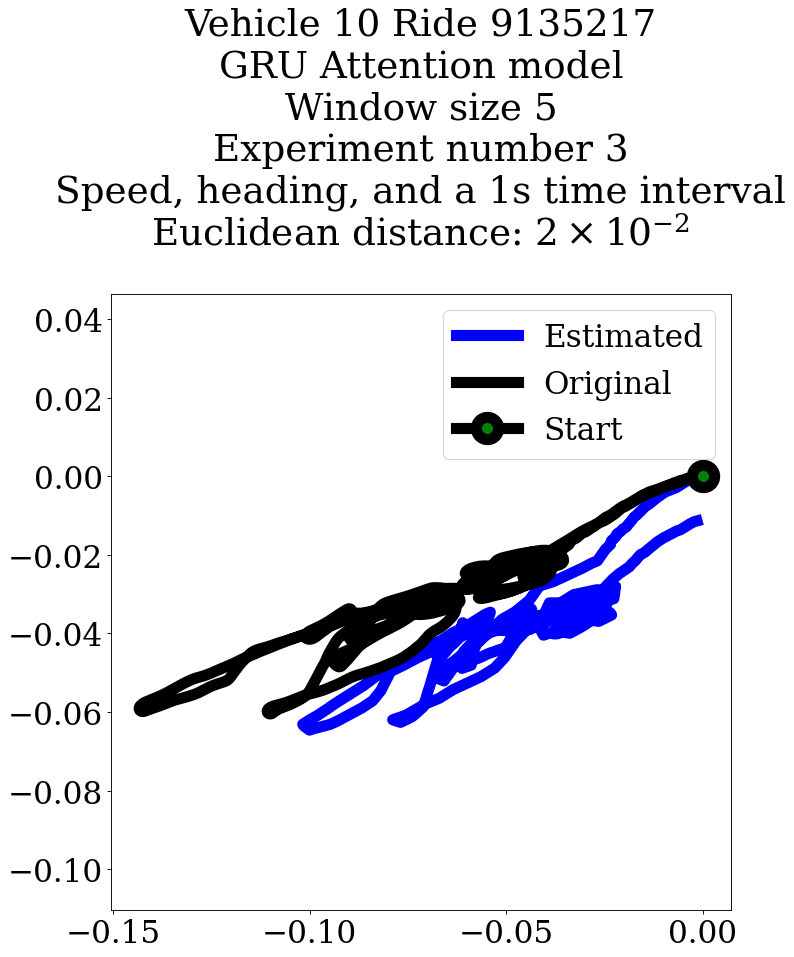 Vehicle 10 Ride 9135217
GRU Attention model
Window size 5
Experiment number 3
Speed, heading, and a 1s time interval
Euclidean distance: 2 × 10⁻²
Estimated
Original
Start
0.04
0.02
0.00
−0.02
−0.04
−0.06
−0.08
−0.10
−0.15 −0.10 −0.05 0.00